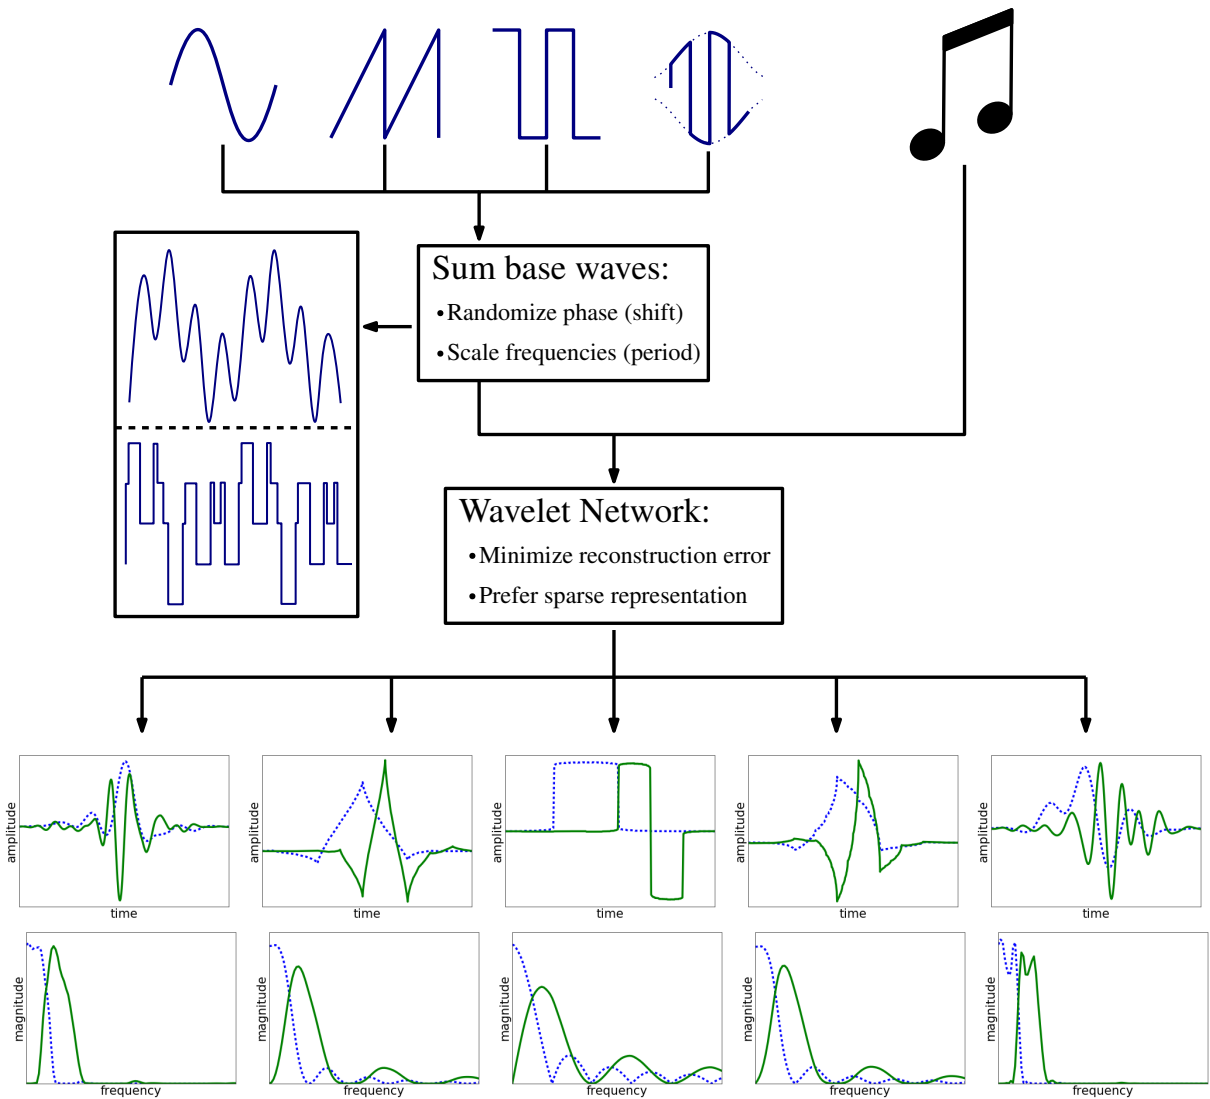 Sum base waves:
•Randomize phase (shift)
•Scale frequencies (period)
Wavelet Network:
•Minimize reconstruction error
•Prefer sparse representation
amplitude
time
amplitude
time
amplitude
time
amplitude
time
amplitude
time
magnitude
frequency
magnitude
frequency
magnitude
frequency
magnitude
frequency
magnitude
frequency